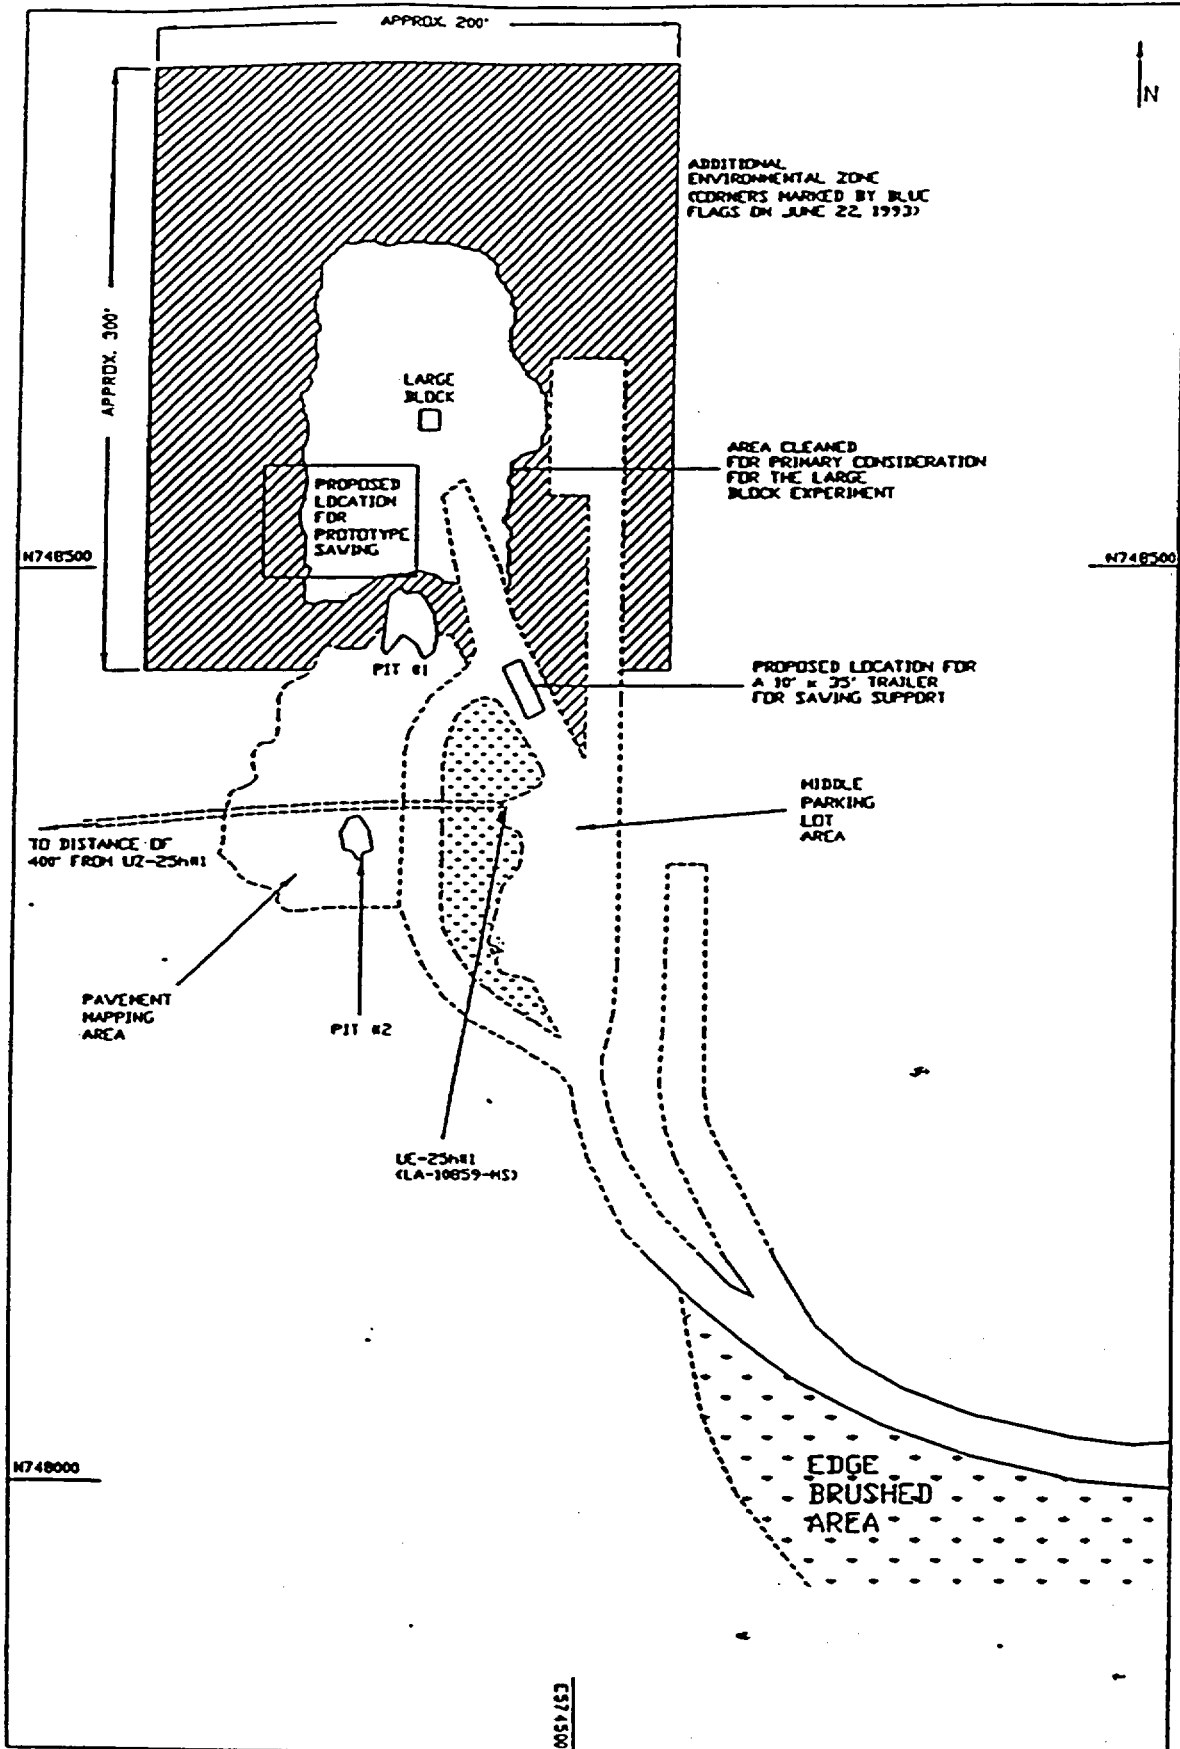 APPROX. 200'
N
ADDITIONAL
ENVIRONMENTAL ZONE
(CORNERS MARKED BY BLUE
FLAGS ON JUNE 22, 1993)
APPROX. 300'
LARGE
BLOCK
AREA CLEANED
FOR PRIMARY CONSIDERATION
FOR THE LARGE
BLOCK EXPERIMENT
PROPOSED
LOCATION
FOR
PROTOTYPE
SAWING
N748500
N748500
PIT #1
PROPOSED LOCATION FOR
A 10' x 35' TRAILER
FOR SAWING SUPPORT
MIDDLE
PARKING
LOT
AREA
TO DISTANCE OF
400' FROM UZ-25h#1
PAVEMENT
MAPPING
AREA
PIT #2
UE-25h#1
(LA-10859-MS)
N748000
EDGE
BRUSHED
AREA
E574500